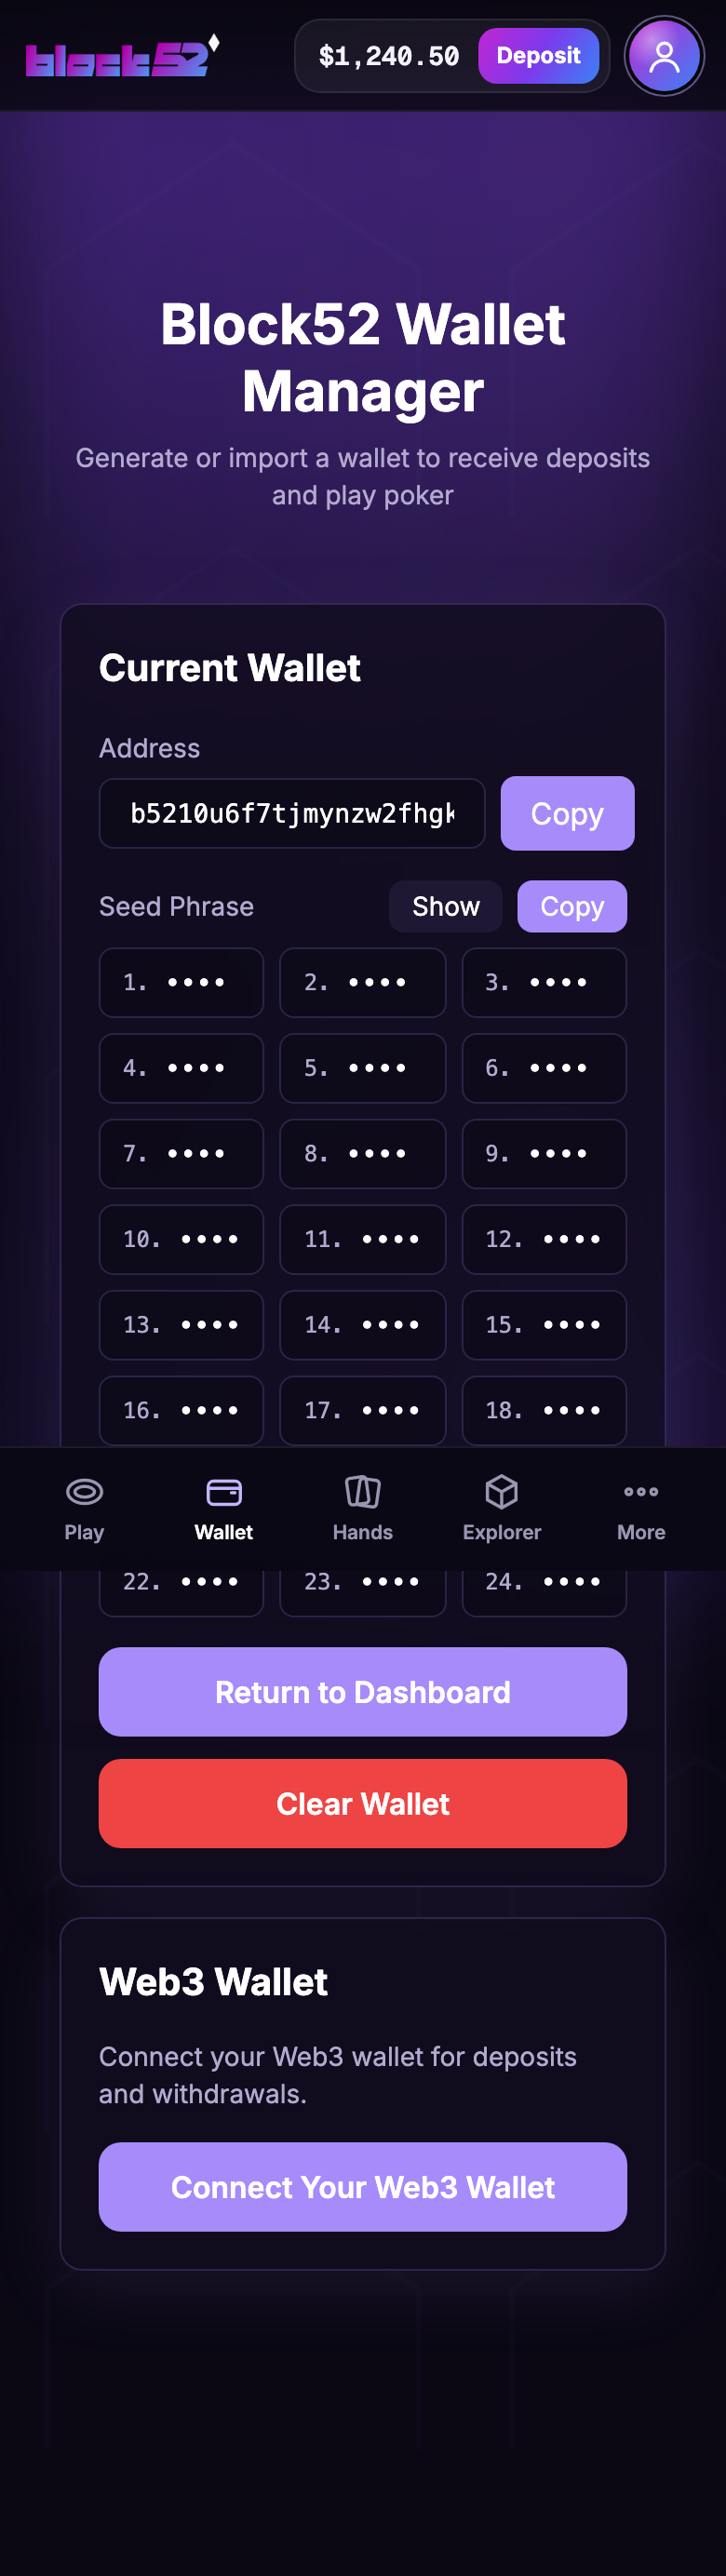 block52
$1,240.50
Deposit
Block52 Wallet
Manager
Generate or import a wallet to receive deposits
and play poker
Current Wallet
Address
b5210u6f7tjmynzw2fhgk
Copy
Seed Phrase
Show
Copy
1. ••••
2. ••••
3. ••••
4. ••••
5. ••••
6. ••••
7. ••••
8. ••••
9. ••••
10. ••••
11. ••••
12. ••••
13. ••••
14. ••••
15. ••••
16. ••••
17. ••••
18. ••••
Play
Wallet
Hands
Explorer
More
22. ••••
23. ••••
24. ••••
Return to Dashboard
Clear Wallet
Web3 Wallet
Connect your Web3 wallet for deposits
and withdrawals.
Connect Your Web3 Wallet